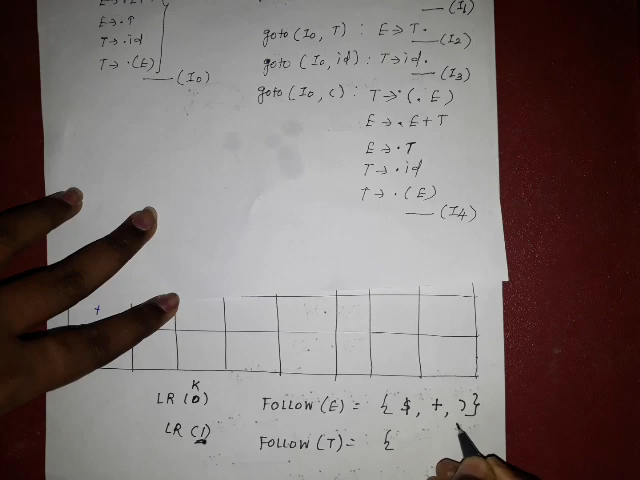 E→.T
T→.id
T→.(E)
—(I0)
—(I1)
goto(I0, T): E→T.
—(I2)
goto(I0, id): T→id.
—(I3)
goto(I0, (): T→(.E)
E→.E+T
E→.T
T→.id
T→.(E)
—(I4)
+
K
LR(0)
LR(1)
FOLLOW(E) = {$, +, )}
FOLLOW(T) = {